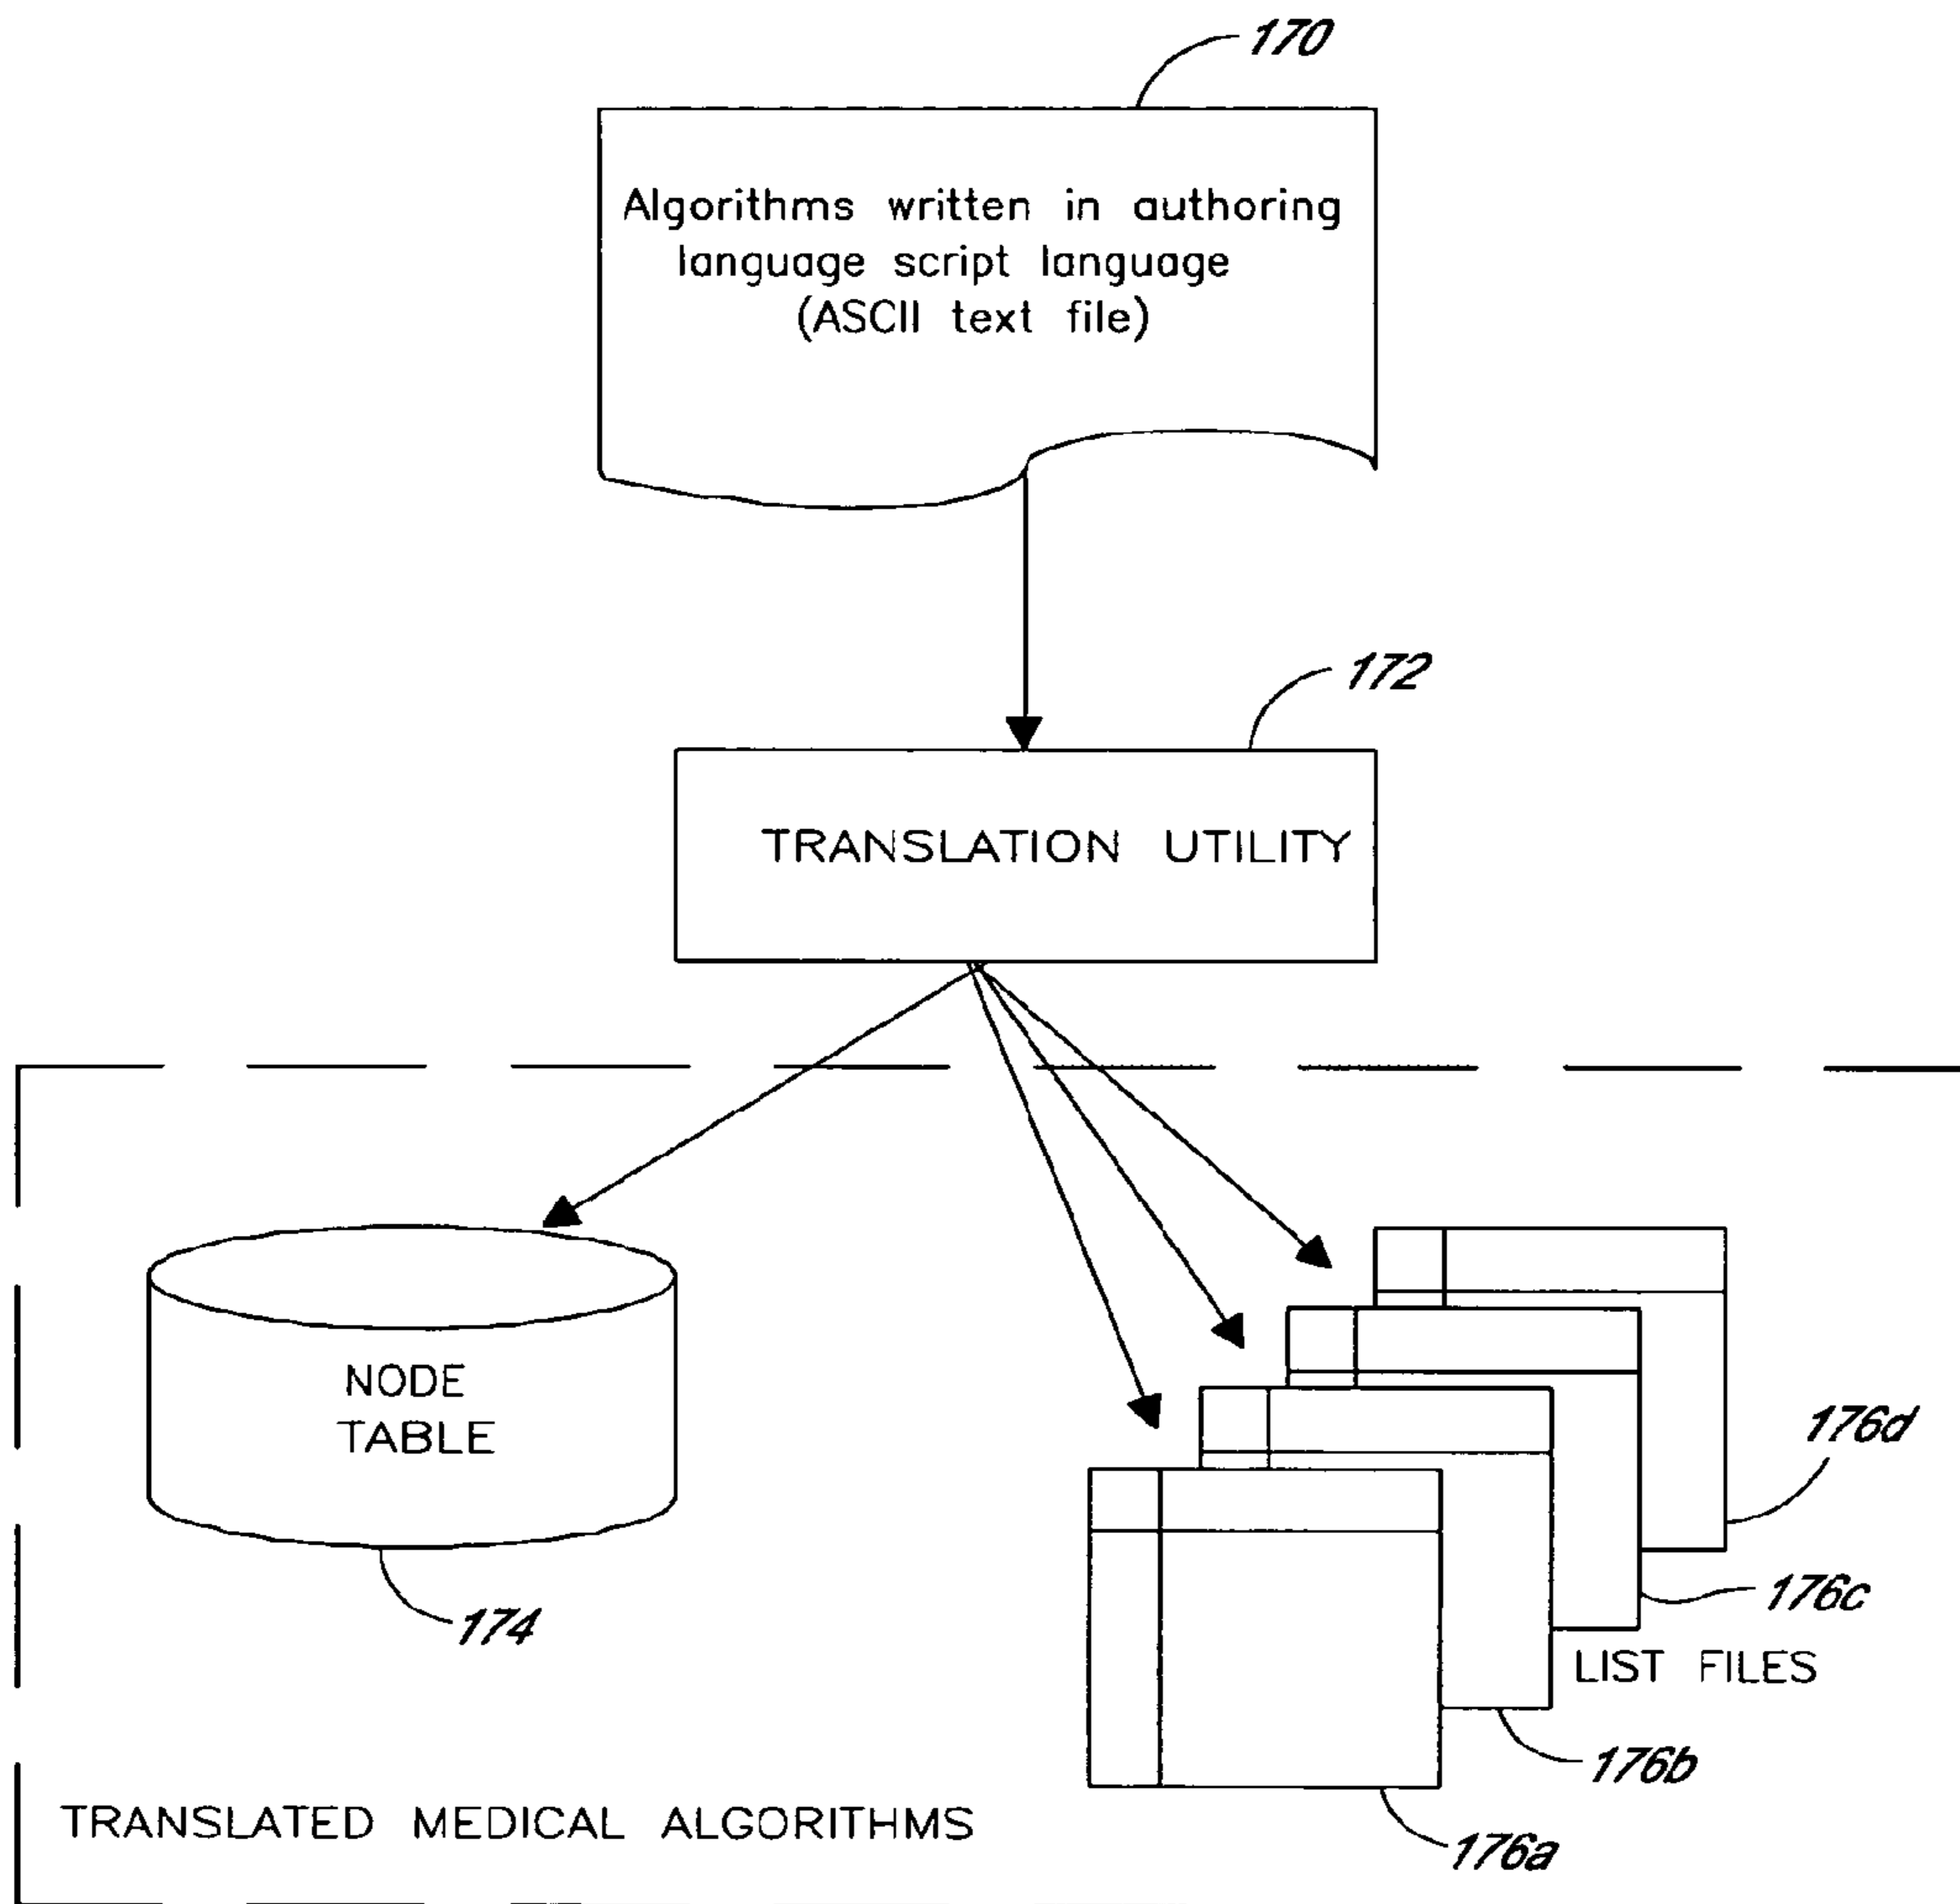 170
Algorithms written in authoring
language script language
(ASCII text file)
172
TRANSLATION UTILITY
NODE
TABLE
174
176d
176c
LIST FILES
176b
176a
TRANSLATED MEDICAL ALGORITHMS